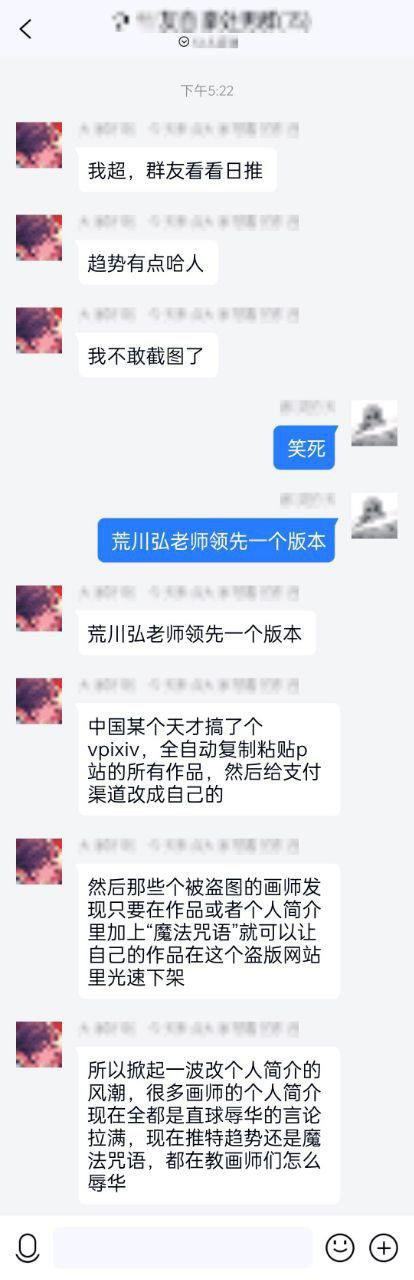 下午5:22
我超，群友看看日推
趋势有点哈人
我不敢截图了
笑死
荒川弘老师领先一个版本
荒川弘老师领先一个版本
中国某个天才搞了个
vpixiv，全自动复制粘贴p
站的所有作品，然后给支付
渠道改成自己的
然后那些个被盗图的画师发
现只要在作品或者个人简介
里加上“魔法咒语”就可以让
自己的作品在这个盗版网站
里光速下架
所以掀起一波改个人简介的
风潮，很多画师的个人简介
现在全都是直球辱华的言论
拉满，现在推特趋势还是魔
法咒语，都在教画师们怎么
辱华